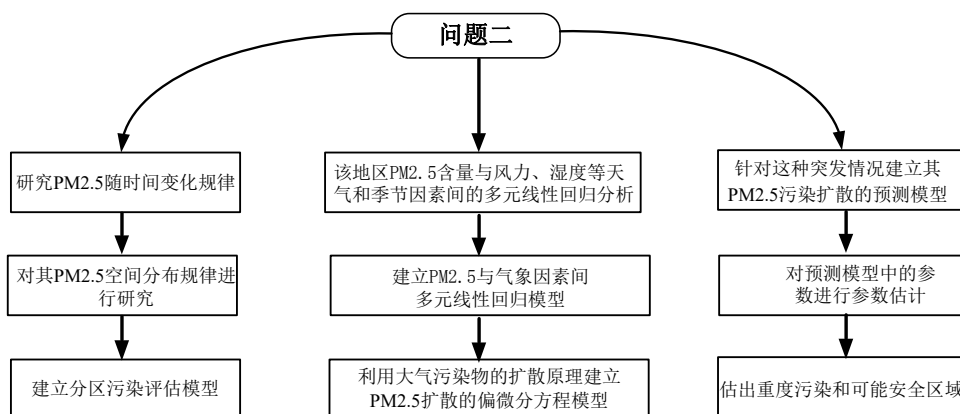 问题二
研究PM2.5随时间变化规律
对其PM2.5空间分布规律进
行研究
建立分区污染评估模型
该地区PM2.5含量与风力、湿度等天
气和季节因素间的多元线性回归分析
建立PM2.5与气象因素间
多元线性回归模型
利用大气污染物的扩散原理建立
PM2.5扩散的偏微分方程模型
针对这种突发情况建立其
PM2.5污染扩散的预测模型
对预测模型中的参
数进行参数估计
估出重度污染和可能安全区域